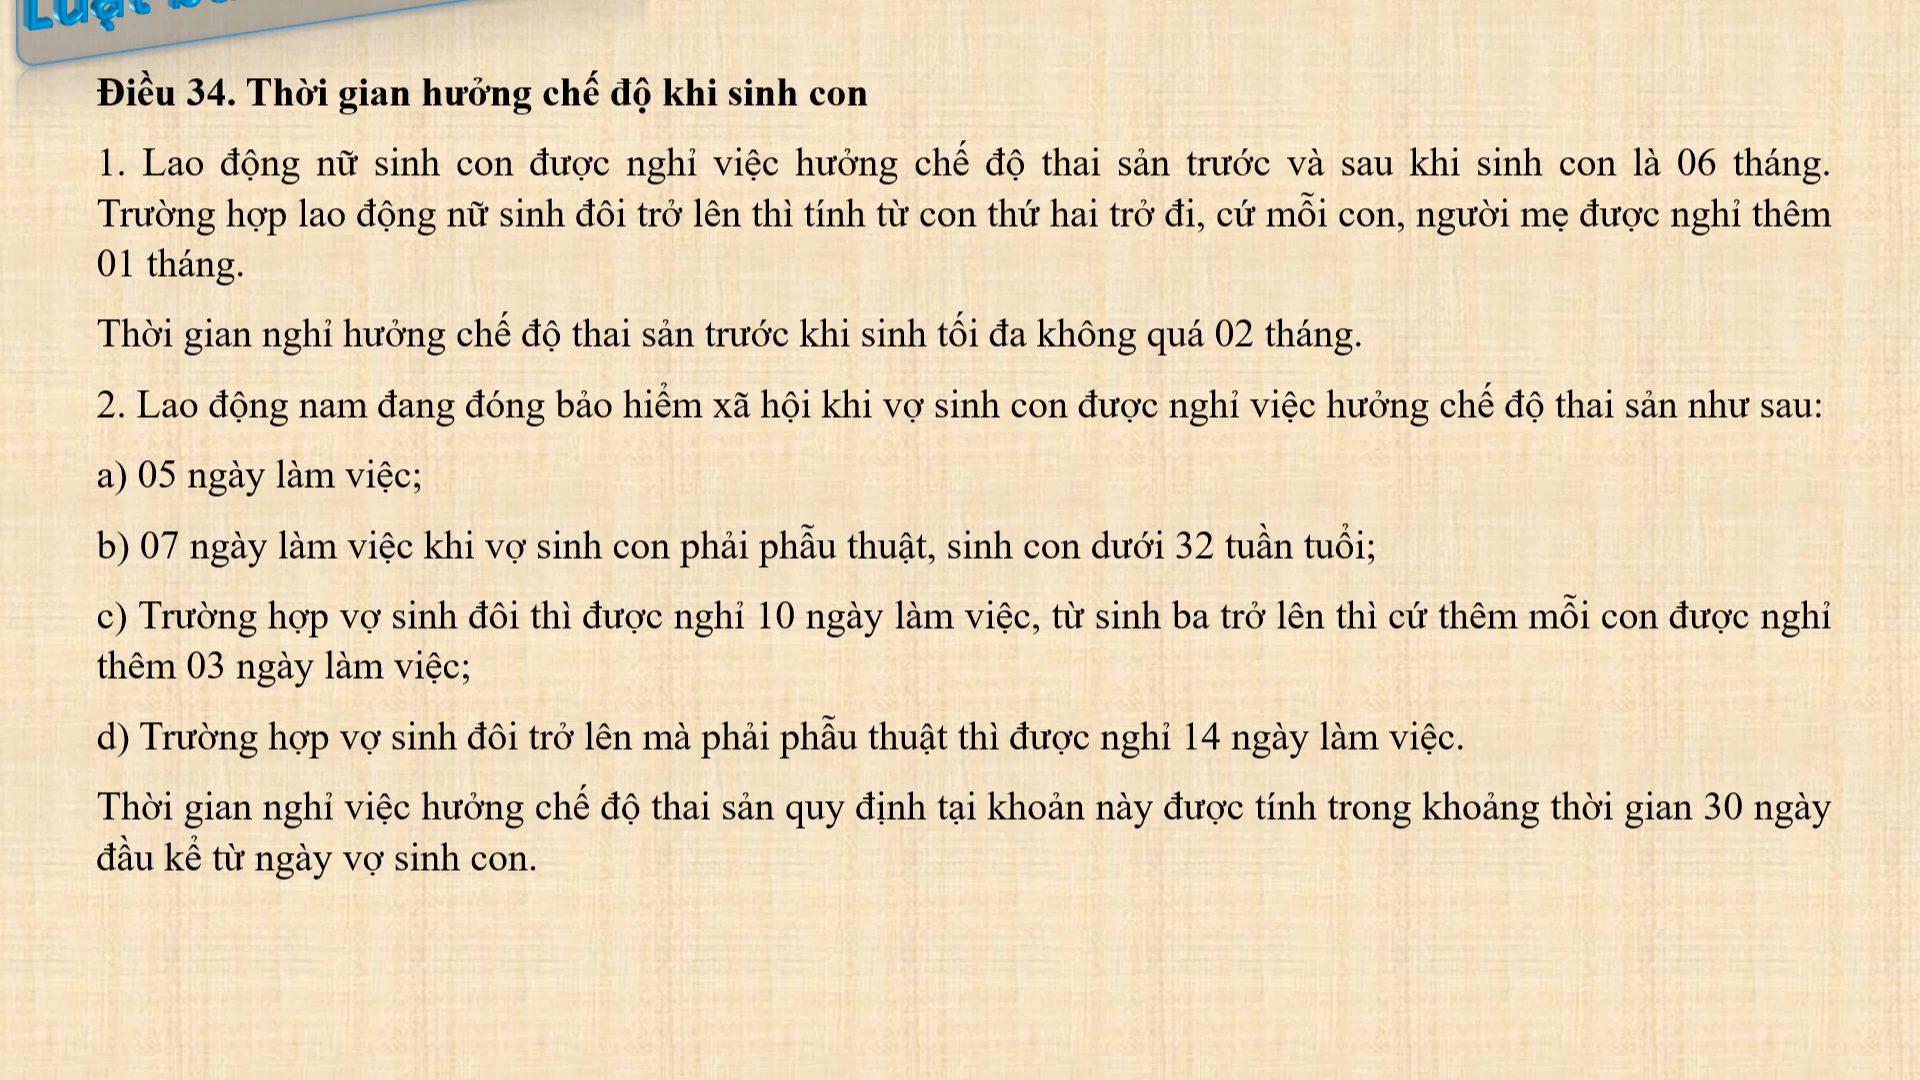 Luật
Điều 34. Thời gian hưởng chế độ khi sinh con
1. Lao động nữ sinh con được nghỉ việc hưởng chế độ thai sản trước và sau khi sinh con là 06 tháng.
Trường hợp lao động nữ sinh đôi trở lên thì tính từ con thứ hai trở đi, cứ mỗi con, người mẹ được nghỉ thêm
01 tháng.
Thời gian nghỉ hưởng chế độ thai sản trước khi sinh tối đa không quá 02 tháng.
2. Lao động nam đang đóng bảo hiểm xã hội khi vợ sinh con được nghỉ việc hưởng chế độ thai sản như sau:
a) 05 ngày làm việc;
b) 07 ngày làm việc khi vợ sinh con phải phẫu thuật, sinh con dưới 32 tuần tuổi;
c) Trường hợp vợ sinh đôi thì được nghỉ 10 ngày làm việc, từ sinh ba trở lên thì cứ thêm mỗi con được nghỉ
thêm 03 ngày làm việc;
d) Trường hợp vợ sinh đôi trở lên mà phải phẫu thuật thì được nghỉ 14 ngày làm việc.
Thời gian nghỉ việc hưởng chế độ thai sản quy định tại khoản này được tính trong khoảng thời gian 30 ngày
đầu kể từ ngày vợ sinh con.